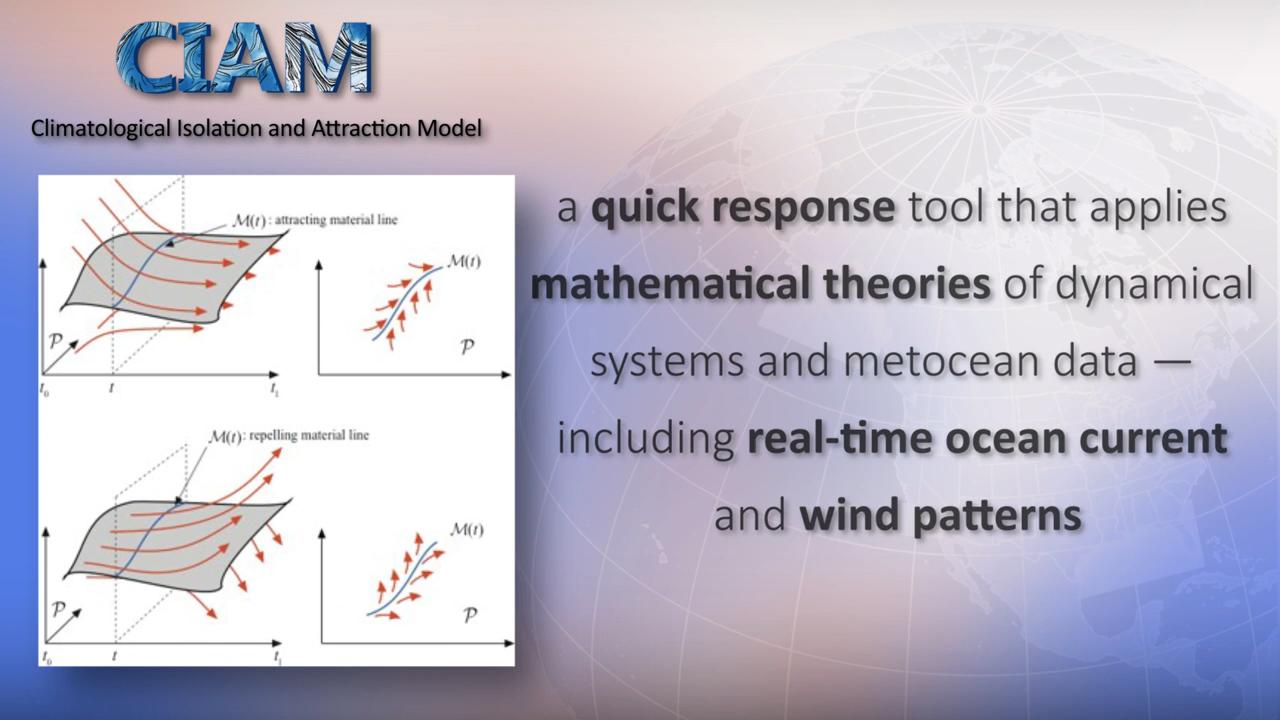 CIAM
Climatological Isolation and Attraction Model
M(t): attracting material line
M(t)
P
P
t₀ t t₁
M(t): repelling material line
M(t)
P
P
t₀ t t₁
a quick response tool that applies
mathematical theories of dynamical
systems and metocean data —
including real-time ocean current
and wind patterns